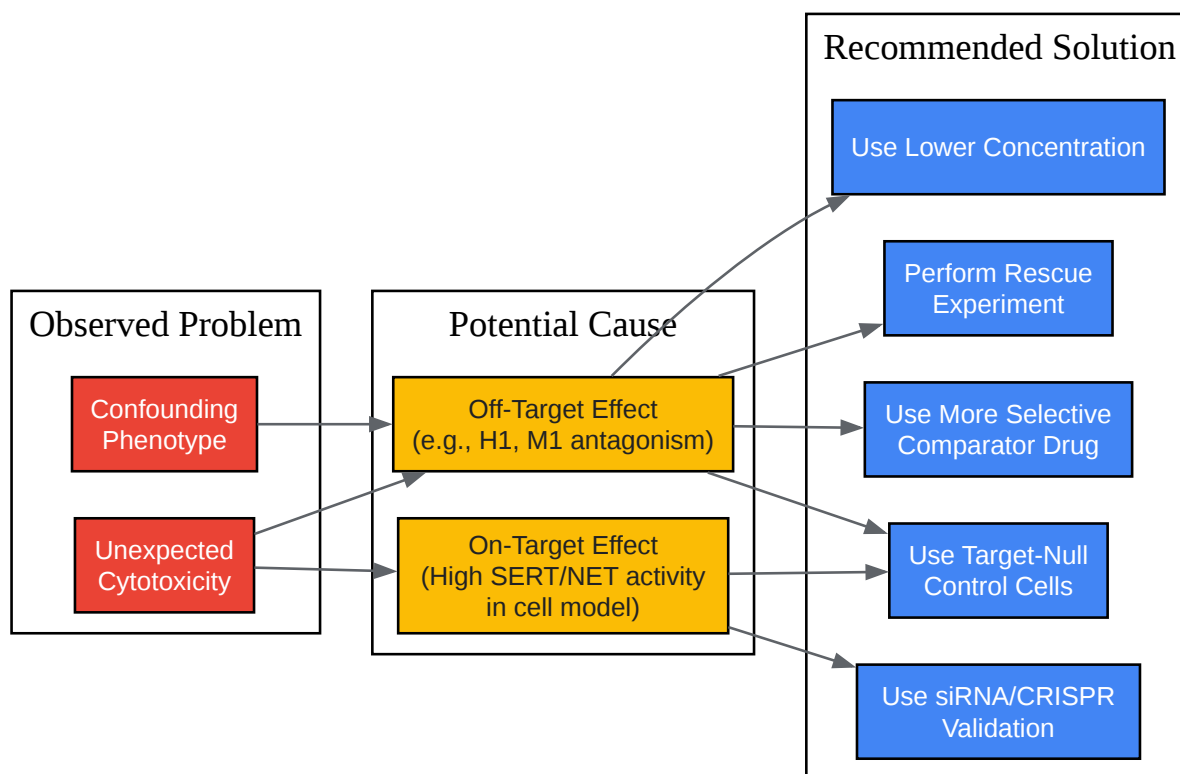 Observed Problem
Confounding
Phenotype
Unexpected
Cytotoxicity
Potential Cause
Off-Target Effect
(e.g., H1, M1 antagonism)
On-Target Effect
(High SERT/NET activity
in cell model)
Recommended Solution
Use Lower Concentration
Perform Rescue
Experiment
Use More Selective
Comparator Drug
Use Target-Null
Control Cells
Use siRNA/CRISPR
Validation